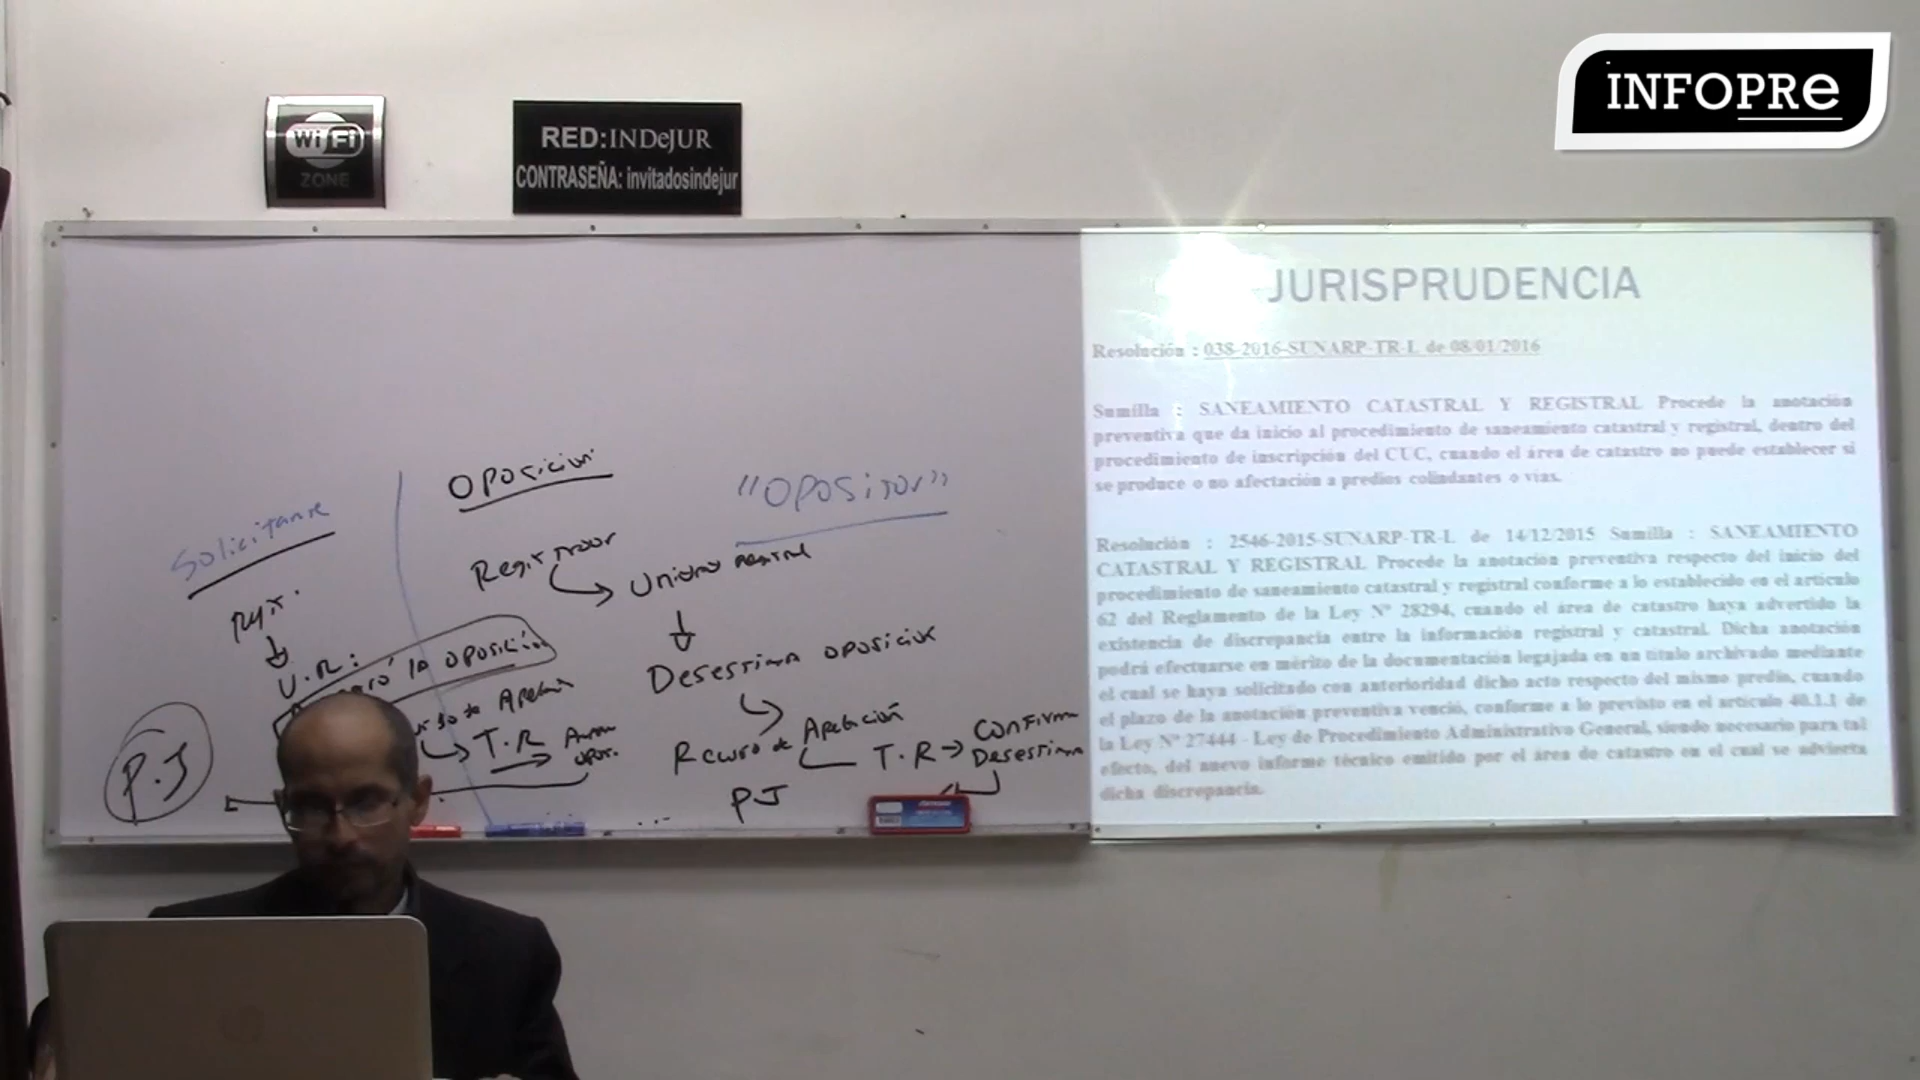 INFOPRe
Wi Fi
ZONE
RED:INDeJUR
CONTRASEÑA: invitadosindejur
JURISPRUDENCIA
Resolución : 038-2016-SUNARP-TR-L de 08/01/2016
Sumilla : SANEAMIENTO CATASTRAL Y REGISTRAL Procede la anotación
preventiva que da inicio al procedimiento de saneamiento catastral y registral, dentro del
procedimiento de inscripción del CUC, cuando el área de catastro no puede establecer si
se produce o no afectación a predios colindantes o vías.
Resolución : 2546-2015-SUNARP-TR-L de 14/12/2015 Sumilla : SANEAMIENTO
CATASTRAL Y REGISTRAL Procede la anotación preventiva respecto del inicio del
procedimiento de saneamiento catastral y registral conforme a lo establecido en el artículo
62 del Reglamento de la Ley Nº 28294, cuando el área de catastro haya advertido la
existencia de discrepancia entre la información registral y catastral. Dicha anotación
podrá efectuarse en mérito de la documentación legajada en un título archivado mediante
el cual se haya solicitado con anterioridad dicho acto respecto del mismo predio, cuando
el plazo de la anotación preventiva venció, conforme a lo previsto en el artículo 40.1.1 de
la Ley Nº 27444 - Ley de Procedimiento Administrativo General, siendo necesario para tal
efecto, del nuevo informe técnico emitido por el área de catastro en el cual se advierta
dicha discrepancia.
Solicitante
U.R:
la oposición
Apelación
T.R
P.J
Oposición
"Opositor"
Registrador
Unidad registral
Desestima oposición
Recurso de Apelación
T.R → Confirma
Desestima
PJ